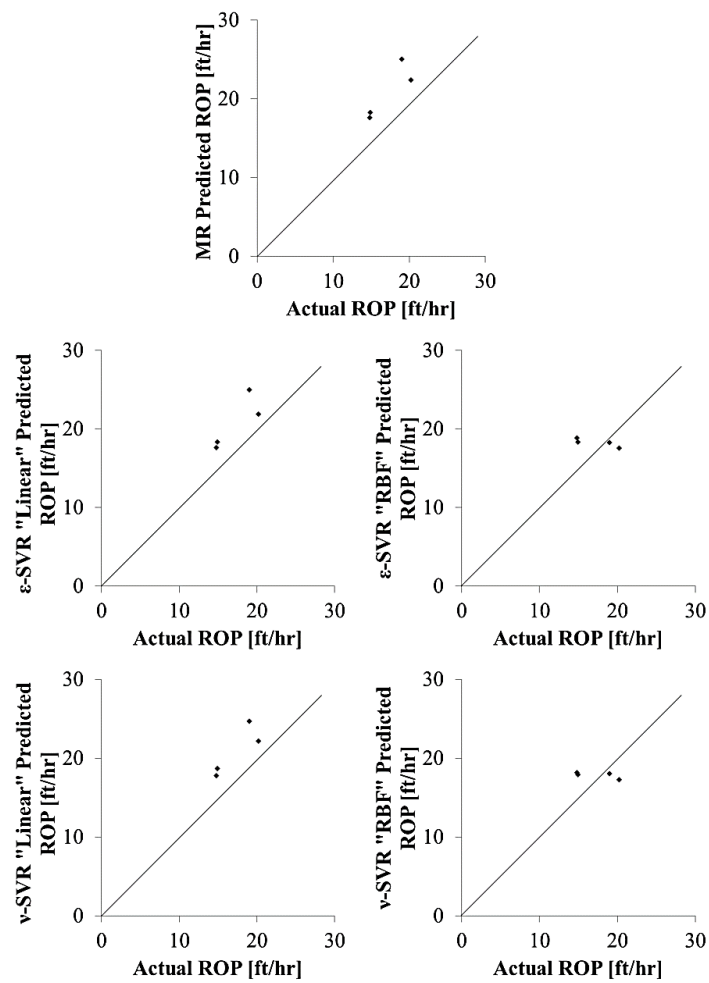 MR Predicted ROP [ft/hr]
30
20
10
0
0 10 20 30
Actual ROP [ft/hr]
ε-SVR "Linear" Predicted
ROP [ft/hr]
30
20
10
0
0 10 20 30
Actual ROP [ft/hr]
ε-SVR "RBF" Predicted
ROP [ft/hr]
30
20
10
0
0 10 20 30
Actual ROP [ft/hr]
ν-SVR "Linear" Predicted
ROP [ft/hr]
30
20
10
0
0 10 20 30
Actual ROP [ft/hr]
ν-SVR "RBF" Predicted
ROP [ft/hr]
30
20
10
0
0 10 20 30
Actual ROP [ft/hr]